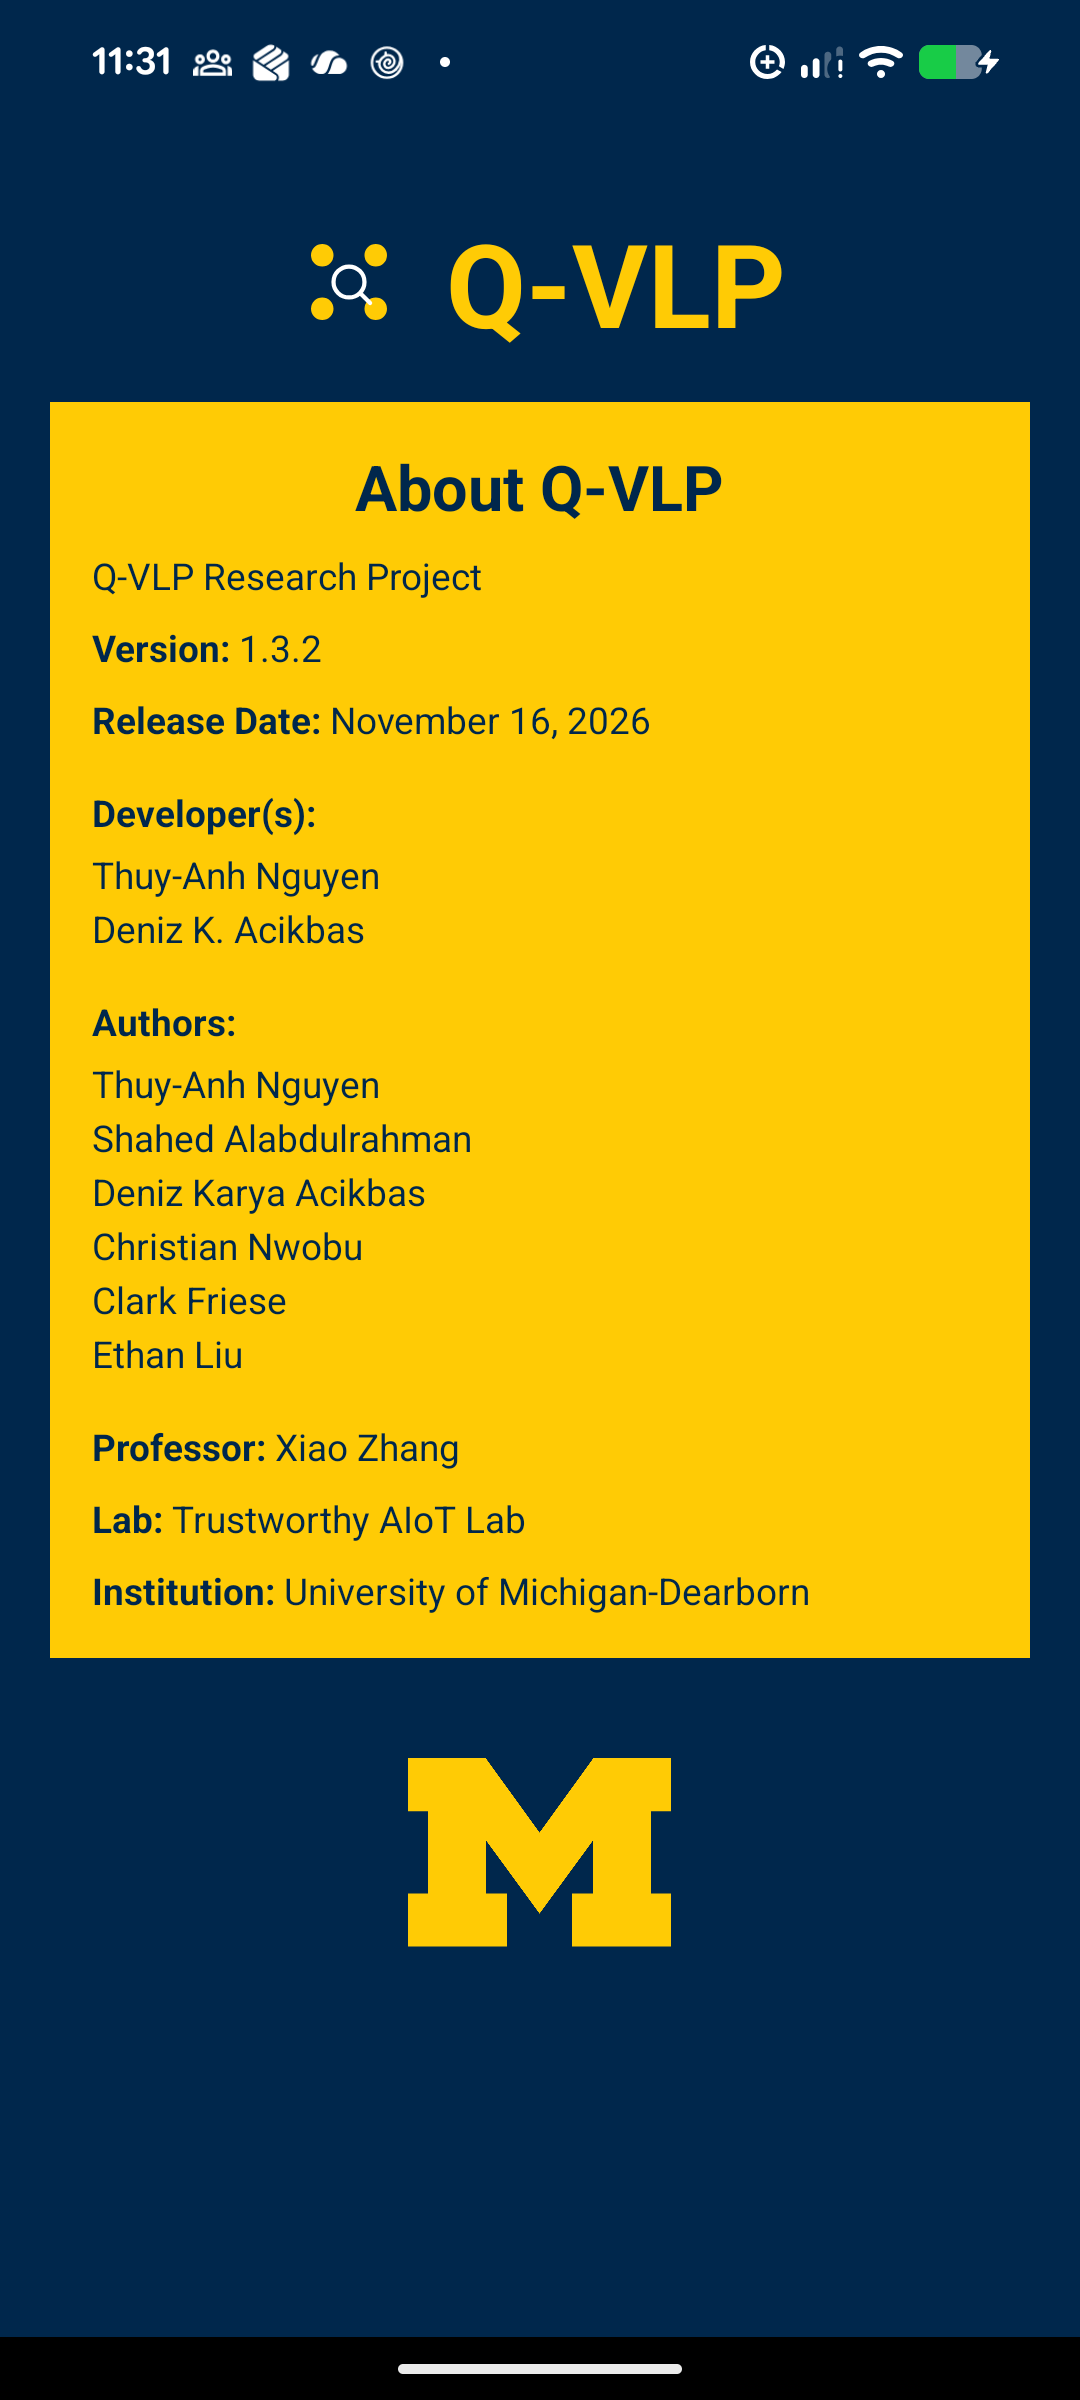 11:31
Q-VLP
About Q-VLP
Q-VLP Research Project
Version: 1.3.2
Release Date: November 16, 2026
Developer(s):
Thuy-Anh Nguyen
Deniz K. Acikbas
Authors:
Thuy-Anh Nguyen
Shahed Alabdulrahman
Deniz Karya Acikbas
Christian Nwobu
Clark Friese
Ethan Liu
Professor: Xiao Zhang
Lab: Trustworthy AIoT Lab
Institution: University of Michigan-Dearborn
M